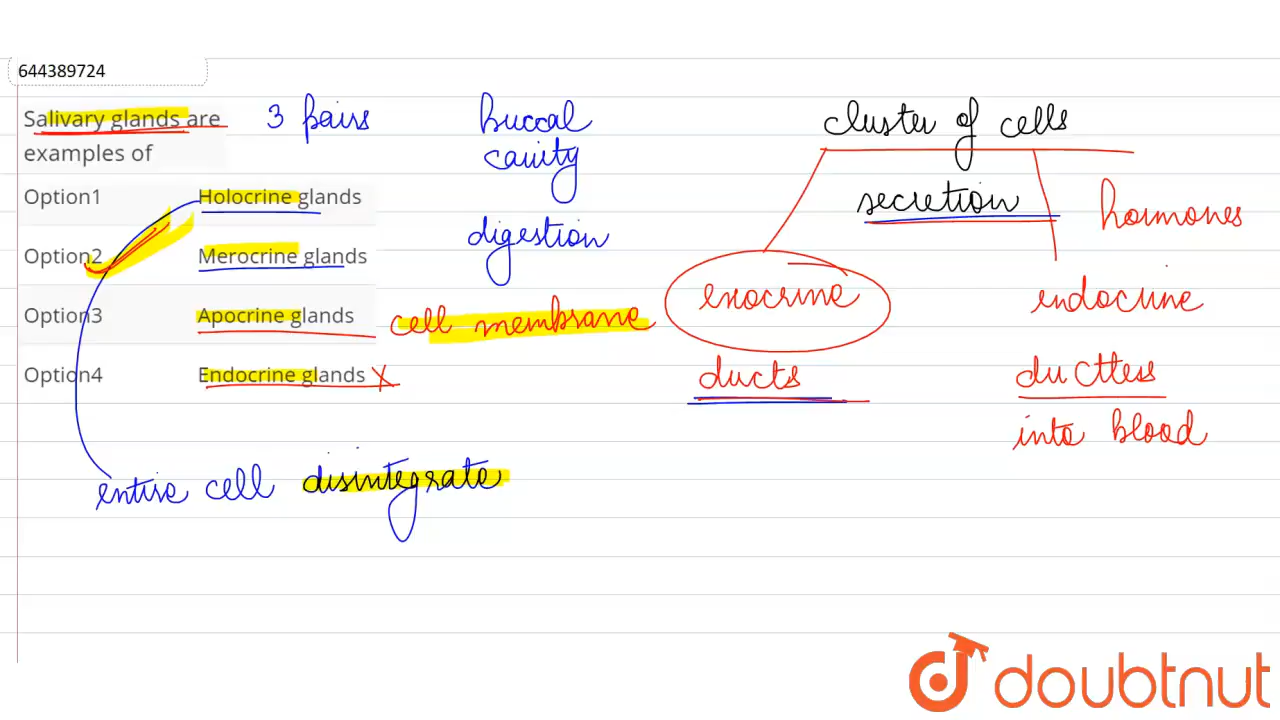 644389724
Salivary glands are
examples of
Option1 Holocrine glands
Option2 Merocrine glands
Option3 Apocrine glands
Option4 Endocrine glands X
3 pairs
buccal
cavity
digestion
cell membrane
entire cell disintegrate
cluster of cells
secretion
hormones
exocrine
endocrine
ducts
ductless
into blood
doubtnut